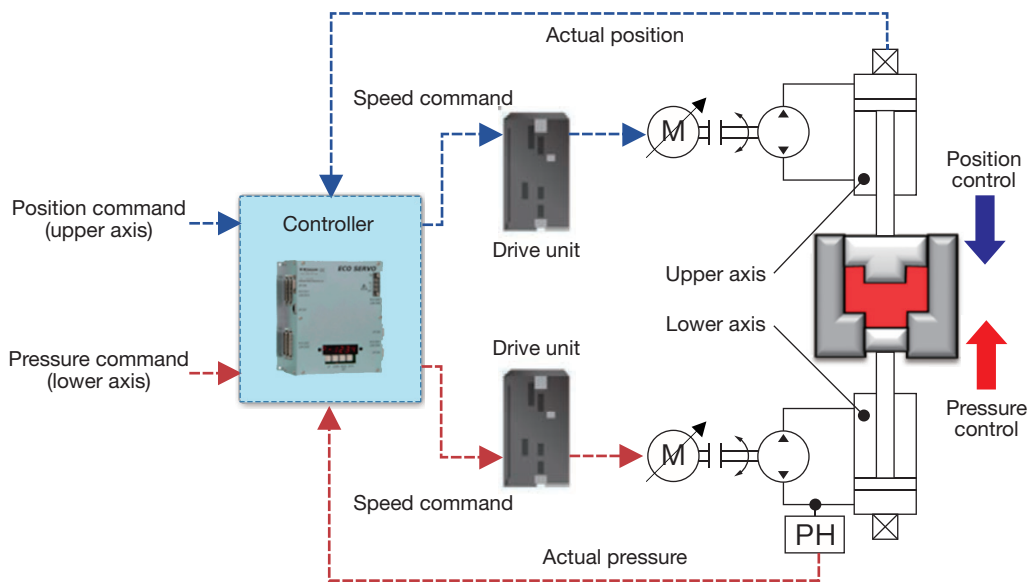 Actual position
Speed command
M
Position command
(upper axis)
Controller
ECO SERVO
Drive unit
Position
control
Upper axis
Lower axis
Pressure command
(lower axis)
Drive unit
M
Pressure
control
Speed command
PH
Actual pressure